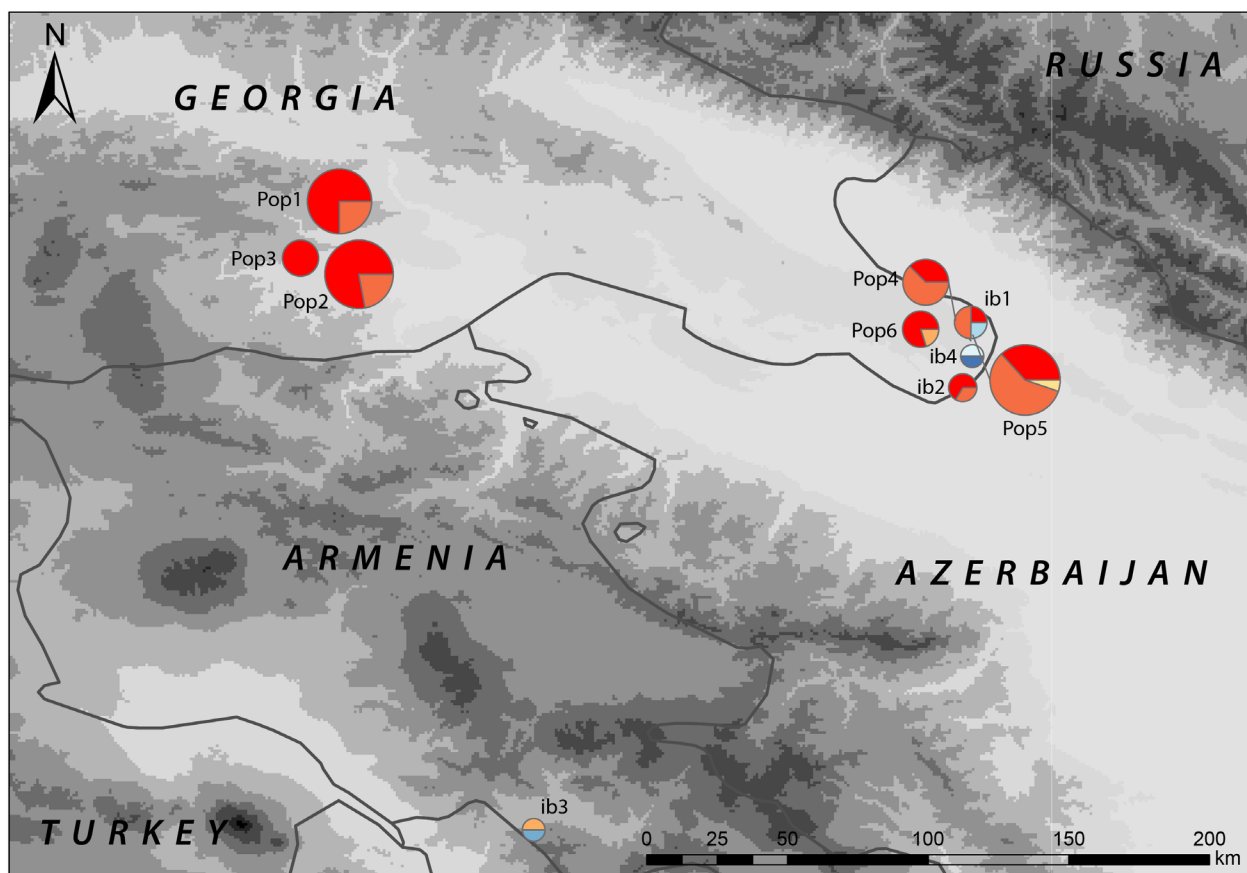 N
RUSSIA
GEORGIA
Pop1
Pop3
Pop2
Pop4
ib1
Pop6
ib4
ib2
Pop5
ARMENIA
AZERBAIJAN
ib3
TURKEY
0 25 50 100 150 200
km